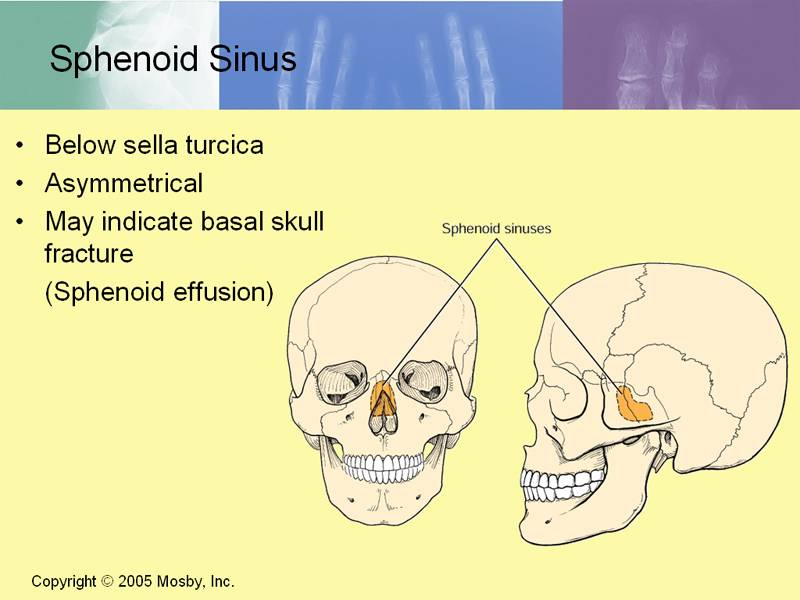 Sphenoid Sinus
• Below sella turcica
• Asymmetrical
• May indicate basal skull
fracture
(Sphenoid effusion)
Sphenoid sinuses
Copyright © 2005 Mosby, Inc.